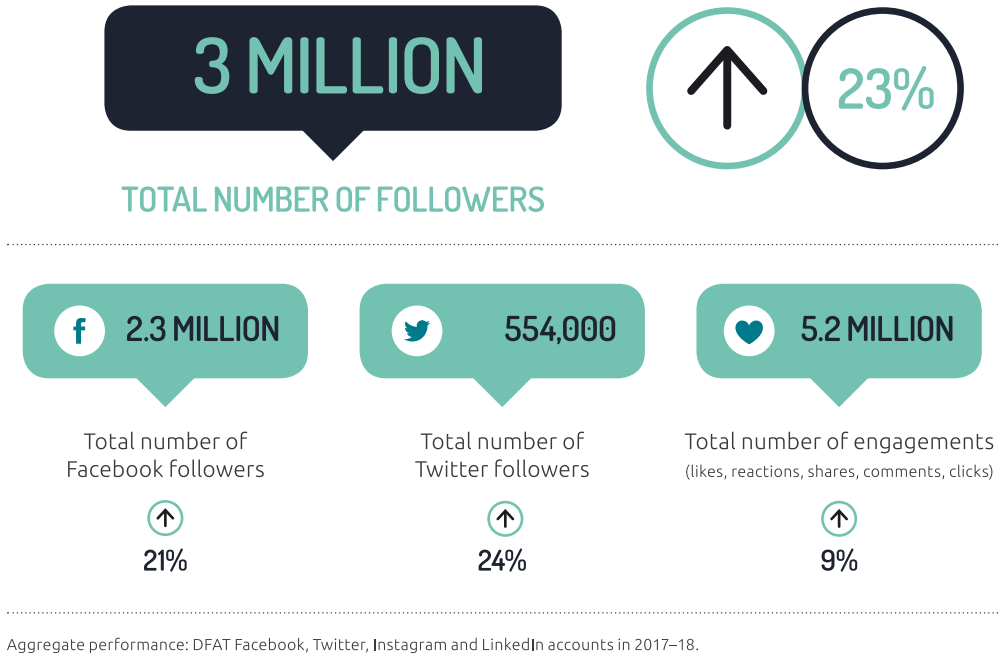 3 MILLION
23%
TOTAL NUMBER OF FOLLOWERS
2.3 MILLION
554,000
5.2 MILLION
Total number of
Facebook followers
Total number of
Twitter followers
Total number of engagements
(likes, reactions, shares, comments, clicks)
21%
24%
9%
Aggregate performance: DFAT Facebook, Twitter, Instagram and LinkedIn accounts in 2017–18.